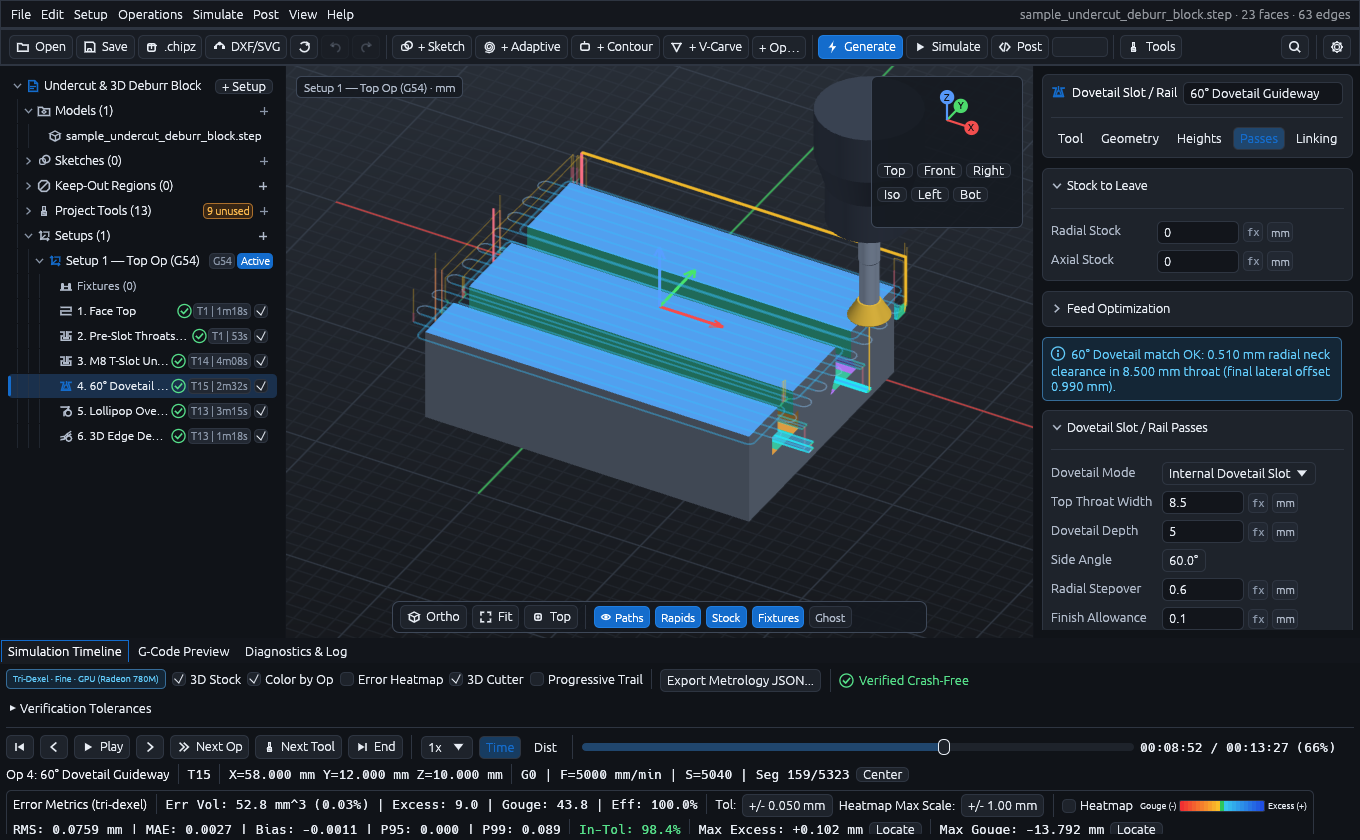 File Edit Setup Operations Simulate Post View Help
sample_undercut_deburr_block.step · 23 faces · 63 edges
Open Save .chipz DXF/SVG + Sketch + Adaptive + Contour + V-Carve + Op… Generate Simulate Post Tools
Undercut & 3D Deburr Block + Setup
Models (1) +
sample_undercut_deburr_block.step
Sketches (0) +
Keep-Out Regions (0) +
Project Tools (13) 9 unused +
Setups (1) +
Setup 1 — Top Op (G54) G54 Active
Fixtures (0)
1. Face Top T1 | 1m18s
2. Pre-Slot Throats… T1 | 53s
3. M8 T-Slot Un… T14 | 4m08s
4. 60° Dovetail … T15 | 2m32s
5. Lollipop Ove… T13 | 3m15s
6. 3D Edge De… T13 | 1m18s
Setup 1 — Top Op (G54) · mm
Z
Y
X
Top Front Right
Iso Left Bot
Ortho Fit Top Paths Rapids Stock Fixtures Ghost
Dovetail Slot / Rail 60° Dovetail Guideway
Tool Geometry Heights Passes Linking
Stock to Leave
Radial Stock 0 fx mm
Axial Stock 0 fx mm
Feed Optimization
60° Dovetail match OK: 0.510 mm radial neck
clearance in 8.500 mm throat (final lateral offset
0.990 mm).
Dovetail Slot / Rail Passes
Dovetail Mode Internal Dovetail Slot
Top Throat Width 8.5 fx mm
Dovetail Depth 5 fx mm
Side Angle 60.0°
Radial Stepover 0.6 fx mm
Finish Allowance 0.1 fx mm
Simulation Timeline G-Code Preview Diagnostics & Log
Tri-Dexel · Fine · GPU (Radeon 780M) 3D Stock Color by Op Error Heatmap 3D Cutter Progressive Trail Export Metrology JSON... Verified Crash-Free
Verification Tolerances
Play Next Op Next Tool End 1x Time Dist 00:08:52 / 00:13:27 (66%)
Op 4: 60° Dovetail Guideway T15 X=58.000 mm Y=12.000 mm Z=10.000 mm G0 | F=5000 mm/min | S=5040 | Seg 159/5323 Center
Error Metrics (tri-dexel) Err Vol: 52.8 mm^3 (0.03%) | Excess: 9.0 | Gouge: 43.8 | Eff: 100.0% Tol: +/- 0.050 mm Heatmap Max Scale: +/- 1.00 mm Heatmap Gouge (-) Excess (+)
RMS: 0.0759 mm | MAE: 0.0027 | Bias: -0.0011 | P95: 0.000 | P99: 0.089 In-Tol: 98.4% Max Excess: +0.102 mm Locate Max Gouge: -13.792 mm Locate